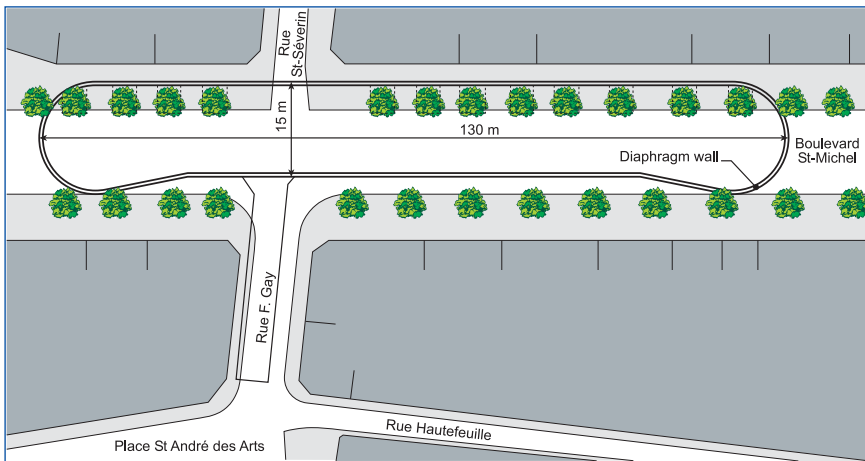 Rue
St-Séverin
15 m
130 m
Boulevard
St-Michel
Diaphragm wall
Rue F. Gay
Rue Hautefeuille
Place St André des Arts